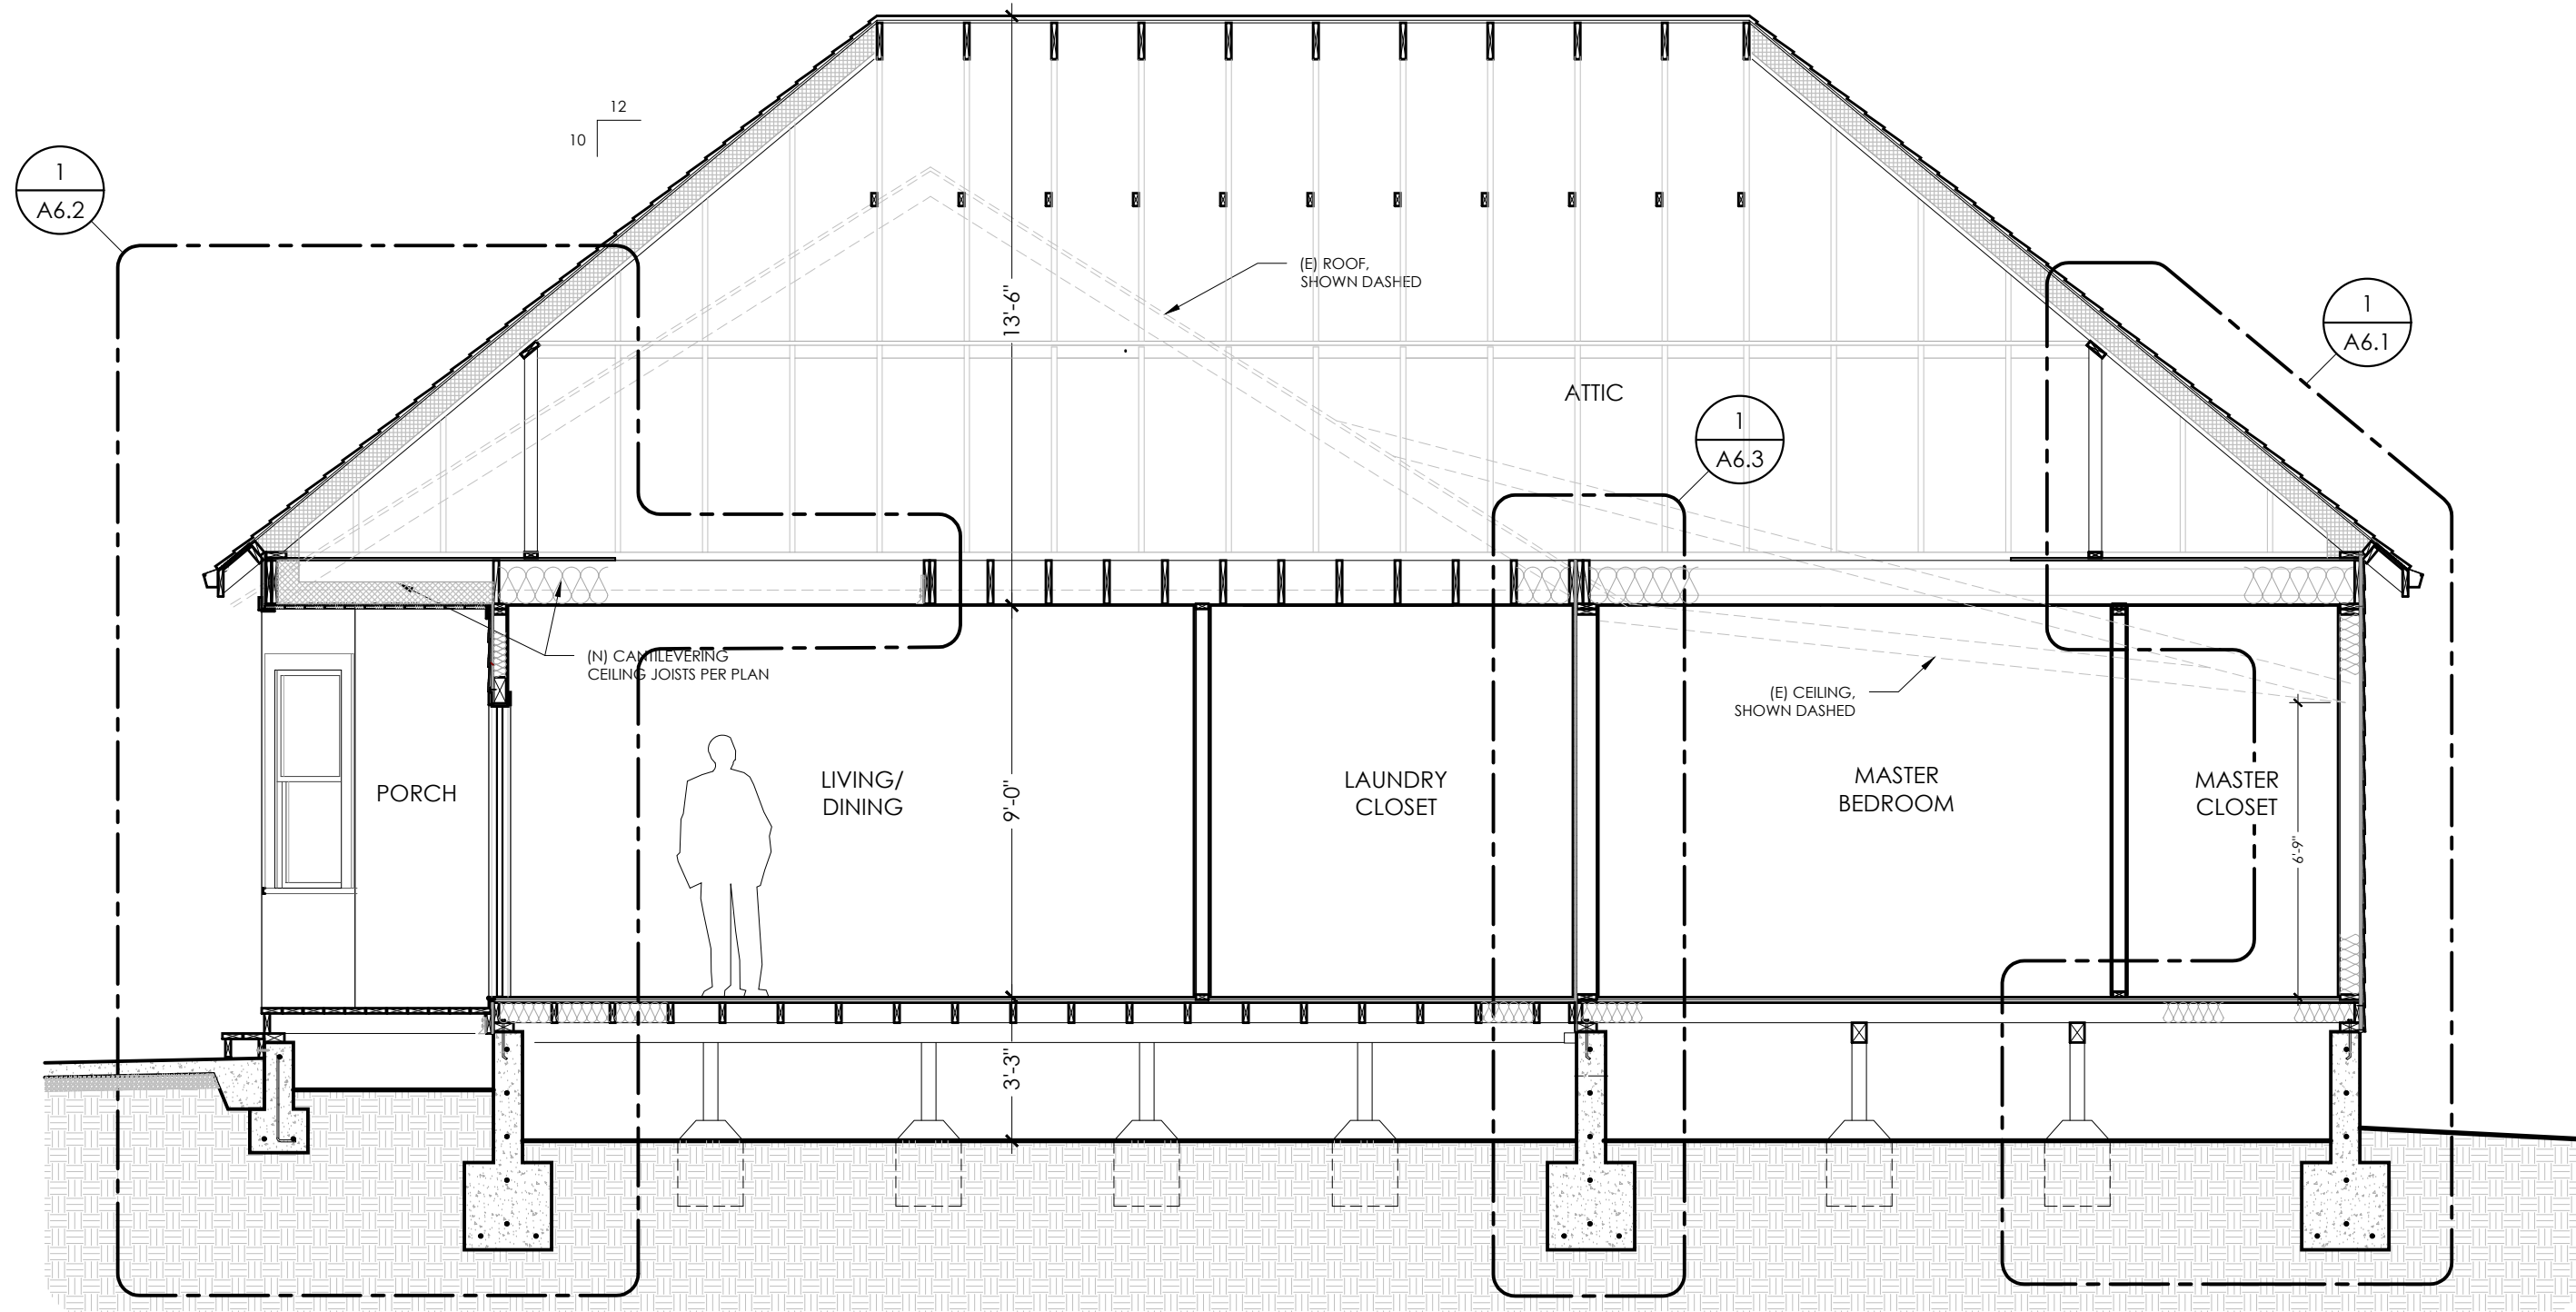 12
10
1
A6.2
13'-6"
(E) ROOF,
SHOWN DASHED
1
A6.1
ATTIC
1
A6.3
(N) CANTILEVERING
CEILING JOISTS PER PLAN
(E) CEILING,
SHOWN DASHED
PORCH
LIVING/
DINING
9'-0"
LAUNDRY
CLOSET
MASTER
BEDROOM
MASTER
CLOSET
6'-9"
3'-3"